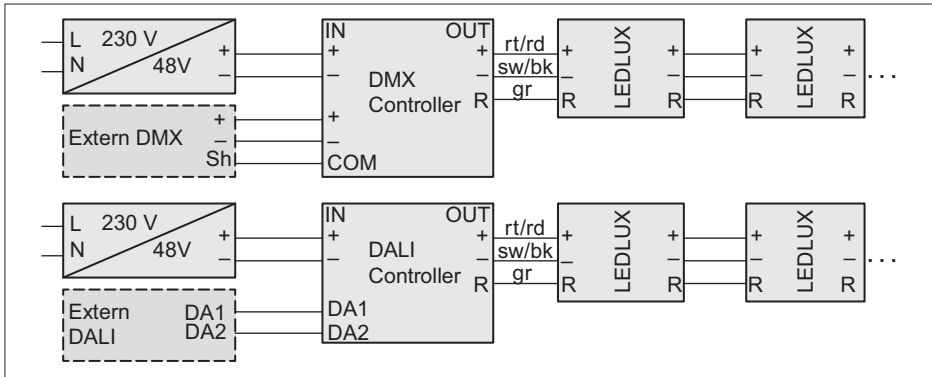 L 230 V
N 48V
+
–
Extern DMX
+
–
Sh
IN OUT
+
–
DMX
Controller
+
–
COM
+
–
R
rt/rd
sw/bk
gr
+
–
R
LEDLUX
+
–
R
+
–
R
LEDLUX
+
–
R
...
L 230 V
N 48V
+
–
Extern
DALI
DA1
DA2
IN OUT
+
–
DALI
Controller
DA1
DA2
+
–
R
rt/rd
sw/bk
gr
+
–
R
LEDLUX
+
–
R
+
–
R
LEDLUX
+
–
R
...